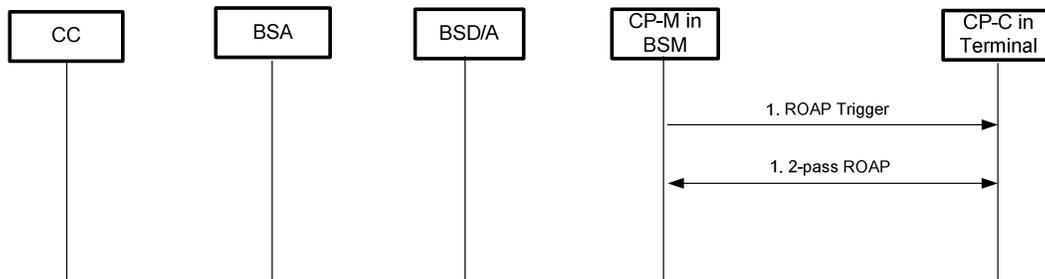 CC
BSA
BSD/A
CP-M in
BSM
CP-C in
Terminal
1. ROAP Trigger
1. 2-pass ROAP